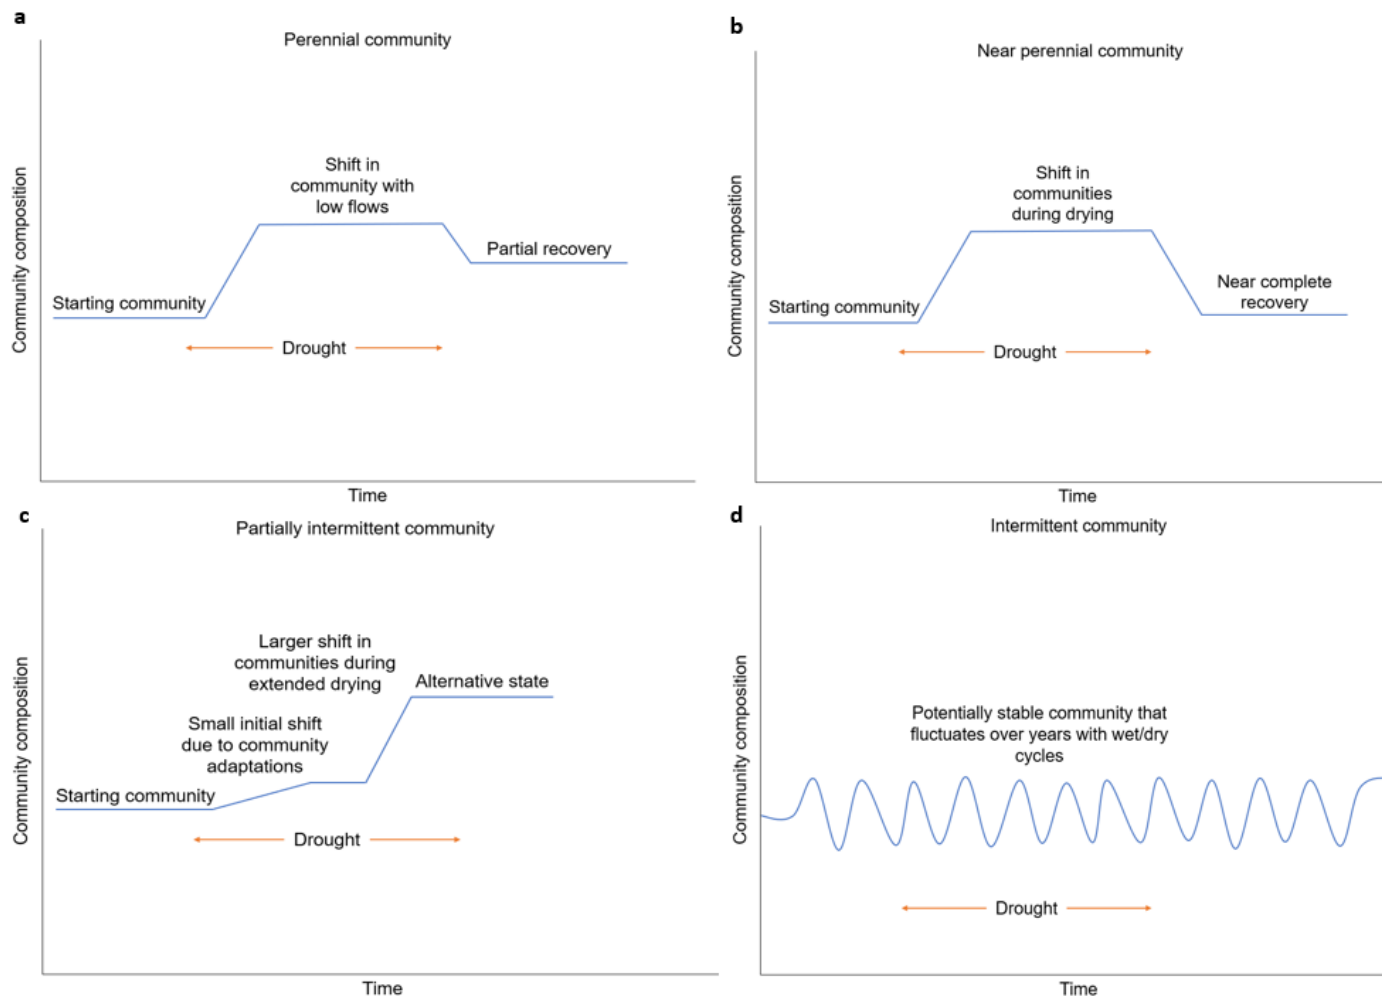 a
Perennial community
Community composition
Shift in
community with
low flows
Partial recovery
Starting community
Drought
Time
b
Near perennial community
Community composition
Shift in
communities
during drying
Near complete
recovery
Starting community
Drought
Time
c
Partially intermittent community
Community composition
Larger shift in
communities during
extended drying
Alternative state
Small initial shift
due to community
adaptations
Starting community
Drought
Time
d
Intermittent community
Community composition
Potentially stable community that
fluctuates over years with wet/dry
cycles
Drought
Time